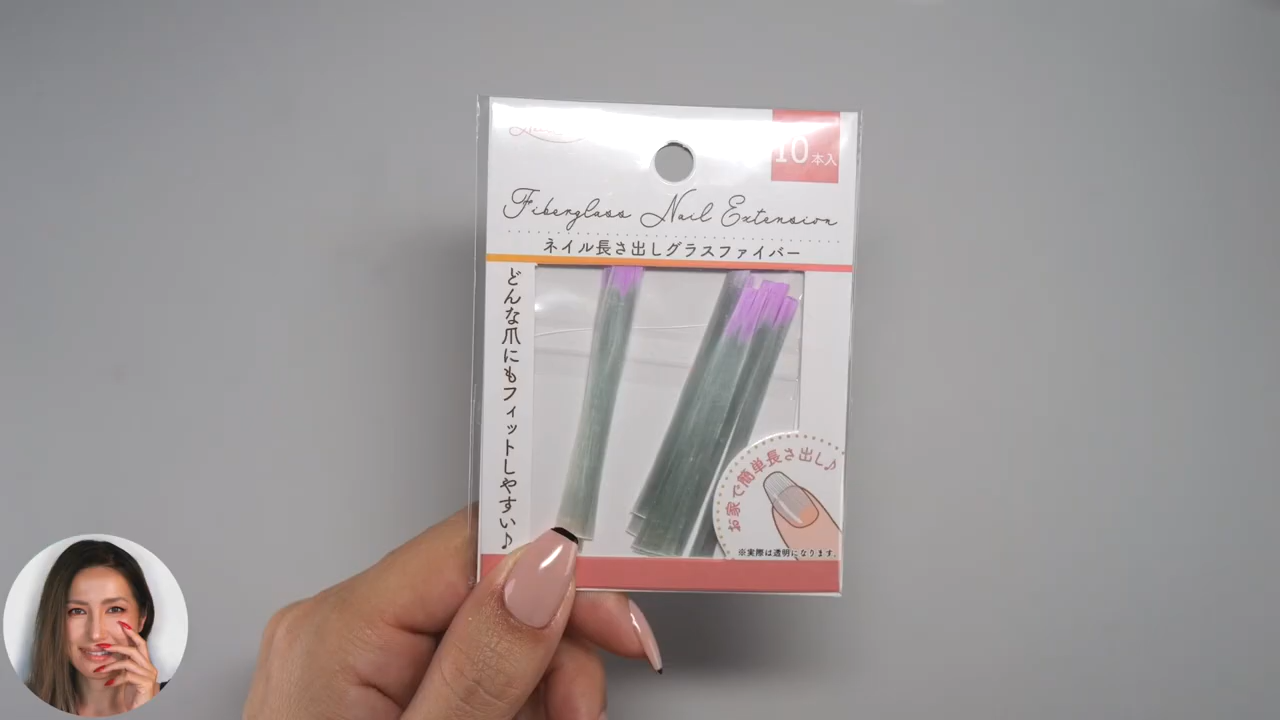 10本入
Fiberglass Nail Extension
ネイル長さ出しグラスファイバー
どんな爪にもフィットしやすい♪
お家で簡単長さ出し♪
※実際は透明になります。